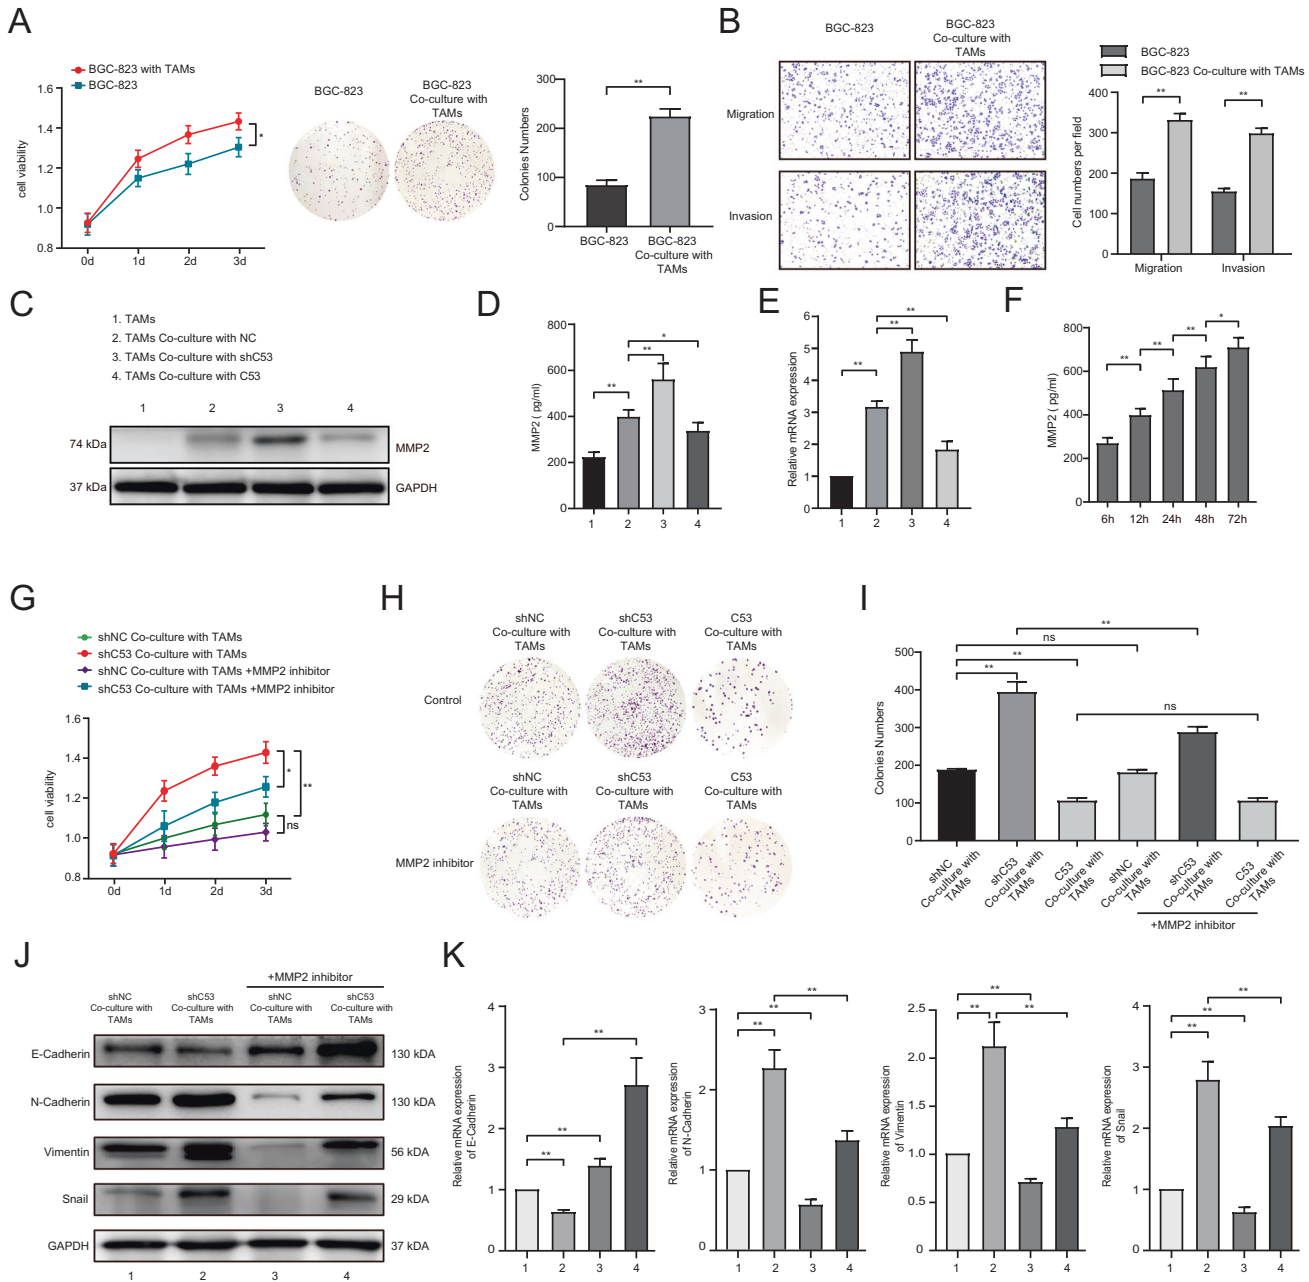 A
BGC-823 with TAMs
BGC-823
cell viability
1.6
1.4
1.2
1.0
0.8
0d
1d
2d
3d
*
BGC-823
BGC-823
Co-culture with
TAMs
Colonies Numbers
300
200
100
0
**
BGC-823
BGC-823
Co-culture with
TAMs
B
BGC-823
BGC-823
Co-culture with
TAMs
Migration
Invasion
BGC-823
BGC-823 Co-culture with TAMs
Cell numbers per field
400
300
200
100
0
**
**
Migration
Invasion
C
1. TAMs
2. TAMs Co-culture with NC
3. TAMs Co-culture with shC53
4. TAMs Co-culture with C53
1
2
3
4
74 kDa
MMP2
37 kDa
GAPDH
D
MMP2 ( pg/ml)
800
600
400
200
0
**
**
*
1
2
3
4
E
Relative mRNA expression
6
5
4
3
2
1
0
**
**
**
1
2
3
4
F
MMP2 ( pg/ml)
800
600
400
200
0
**
**
**
*
6h
12h
24h
48h
72h
G
shNC Co-culture with TAMs
shC53 Co-culture with TAMs
shNC Co-culture with TAMs +MMP2 inhibitor
shC53 Co-culture with TAMs +MMP2 inhibitor
cell viability
1.6
1.4
1.2
1.0
0.8
0d
1d
2d
3d
*
**
ns
H
shNC
Co-culture with
TAMs
shC53
Co-culture with
TAMs
C53
Co-culture with
TAMs
Control
shNC
Co-culture with
TAMs
shC53
Co-culture with
TAMs
C53
Co-culture with
TAMs
MMP2 inhibitor
I
Colonies Numbers
500
400
300
200
100
0
**
ns
**
**
ns
shNC
Co-culture with
TAMs
shC53
Co-culture with
TAMs
C53
Co-culture with
TAMs
shNC
Co-culture with
TAMs
shC53
Co-culture with
TAMs
C53
Co-culture with
TAMs
+MMP2 inhibitor
J
+MMP2 inhibitor
shNC
Co-culture with
TAMs
shC53
Co-culture with
TAMs
shNC
Co-culture with
TAMs
shC53
Co-culture with
TAMs
E-Cadherin
130 kDA
N-Cadherin
130 kDA
Vimentin
56 kDA
Snail
29 kDA
GAPDH
37 kDA
1
2
3
4
K
Relative mRNA expression
of E-Cadherin
4
3
2
1
0
**
**
**
1
2
3
4
Relative mRNA expression
of N-Cadherin
3
2
1
0
**
**
**
1
2
3
4
Relative mRNA expression
of Vimentin
2.5
2.0
1.5
1.0
0.5
0
**
**
**
1
2
3
4
Relative mRNA expression
of Snail
4
3
2
1
0
**
**
**
1
2
3
4